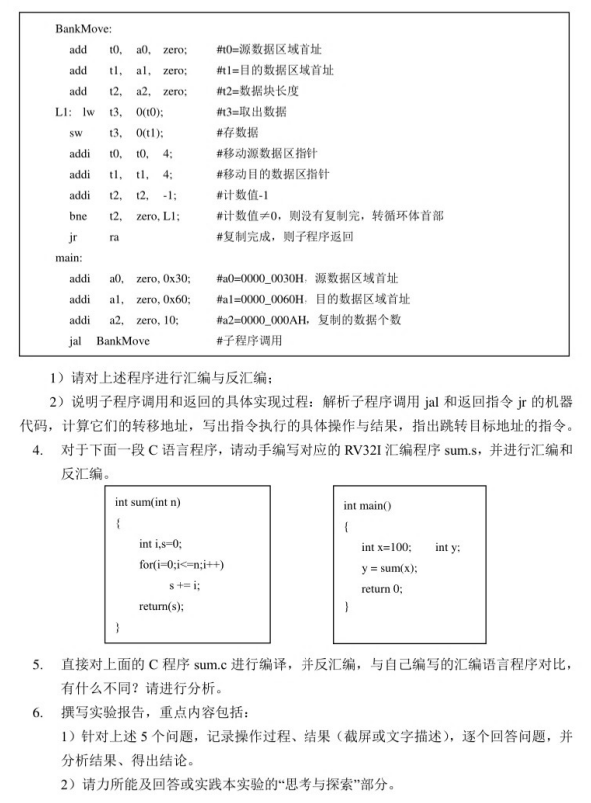 BankMove:
add t0, a0, zero; #t0=源数据区域首址
add t1, a1, zero; #t1=目的数据区域首址
add t2, a2, zero; #t2=数据块长度
L1: lw t3, 0(t0); #t3=取出数据
sw t3, 0(t1); #存数据
addi t0, t0, 4; #移动源数据区指针
addi t1, t1, 4; #移动目的数据区指针
addi t2, t2, -1; #计数值-1
bne t2, zero, L1; #计数值≠0，则没有复制完，转循环体首部
jr ra #复制完成，则子程序返回
main:
addi a0, zero, 0x30; #a0=0000_0030H，源数据区域首址
addi a1, zero, 0x60; #a1=0000_0060H，目的数据区域首址
addi a2, zero, 10; #a2=0000_000AH，复制的数据个数
jal BankMove #子程序调用
1）请对上述程序进行汇编与反汇编；
2）说明子程序调用和返回的具体实现过程：解析子程序调用 jal 和返回指令 jr 的机器
代码，计算它们的转移地址，写出指令执行的具体操作与结果，指出跳转目标地址的指令。
4. 对于下面一段 C 语言程序，请动手编写对应的 RV32I 汇编程序 sum.s，并进行汇编和
反汇编。
int sum(int n)
{
int i,s=0;
for(i=0;i<=n;i++)
s += i;
return(s);
}
int main()
{
int x=100; int y;
y = sum(x);
return 0;
}
5. 直接对上面的 C 程序 sum.c 进行编译，并反汇编，与自己编写的汇编语言程序对比，
有什么不同？请进行分析。
6. 撰写实验报告，重点内容包括：
1）针对上述 5 个问题，记录操作过程、结果（截屏或文字描述），逐个回答问题，并
分析结果、得出结论。
2）请力所能及回答或实践本实验的“思考与探索”部分。